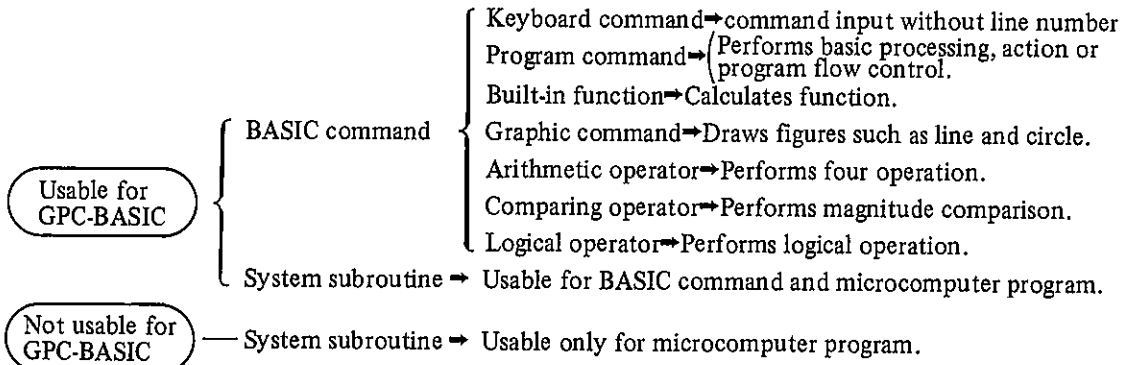 Keyboard command➡command input without line number
Program command➡(Performs basic processing, action or
program flow control.
Built-in function➡Calculates function.
BASIC command { Graphic command➡Draws figures such as line and circle.
Arithmetic operator➡Performs four operation.
Usable for
GPC-BASIC
Comparing operator➡Performs magnitude comparison.
Logical operator➡Performs logical operation.
System subroutine ➡ Usable for BASIC command and microcomputer program.
Not usable for
GPC-BASIC
System subroutine ➡ Usable only for microcomputer program.